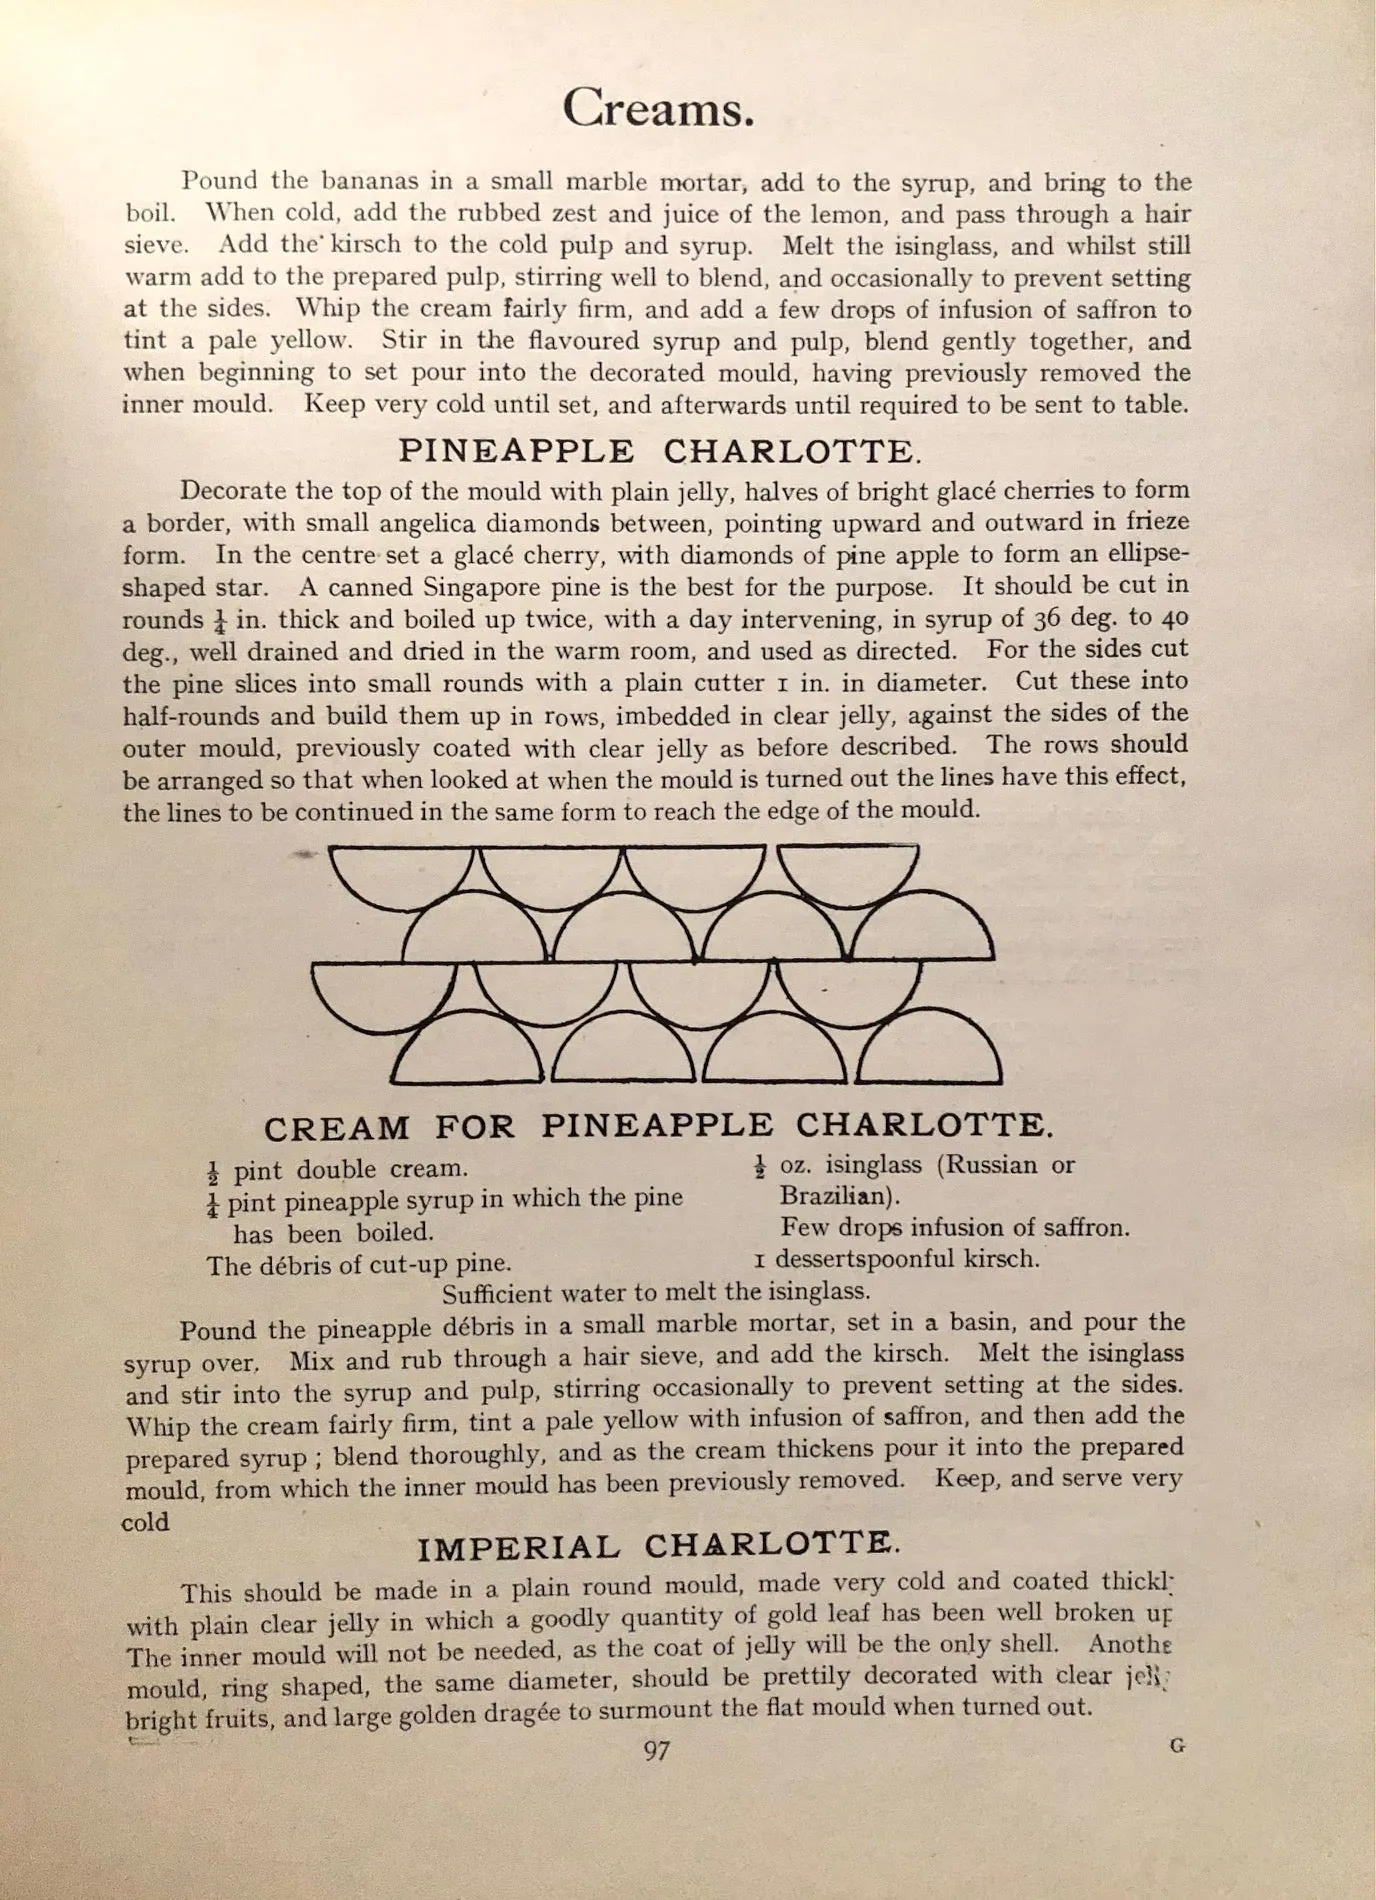 Creams.
Pound the bananas in a small marble mortar, add to the syrup, and bring to the
boil. When cold, add the rubbed zest and juice of the lemon, and pass through a hair
sieve. Add the kirsch to the cold pulp and syrup. Melt the isinglass, and whilst still
warm add to the prepared pulp, stirring well to blend, and occasionally to prevent setting
at the sides. Whip the cream fairly firm, and add a few drops of infusion of saffron to
tint a pale yellow. Stir in the flavoured syrup and pulp, blend gently together, and
when beginning to set pour into the decorated mould, having previously removed the
inner mould. Keep very cold until set, and afterwards until required to be sent to table.
PINEAPPLE CHARLOTTE.
Decorate the top of the mould with plain jelly, halves of bright glacé cherries to form
a border, with small angelica diamonds between, pointing upward and outward in frieze
form. In the centre set a glacé cherry, with diamonds of pine apple to form an ellipse-
shaped star. A canned Singapore pine is the best for the purpose. It should be cut in
rounds ¼ in. thick and boiled up twice, with a day intervening, in syrup of 36 deg. to 40
deg., well drained and dried in the warm room, and used as directed. For the sides cut
the pine slices into small rounds with a plain cutter 1 in. in diameter. Cut these into
half-rounds and build them up in rows, imbedded in clear jelly, against the sides of the
outer mould, previously coated with clear jelly as before described. The rows should
be arranged so that when looked at when the mould is turned out the lines have this effect,
the lines to be continued in the same form to reach the edge of the mould.
CREAM FOR PINEAPPLE CHARLOTTE.
½ pint double cream.
¼ pint pineapple syrup in which the pine
has been boiled.
The débris of cut-up pine.
½ oz. isinglass (Russian or
Brazilian).
Few drops infusion of saffron.
1 dessertspoonful kirsch.
Sufficient water to melt the isinglass.
Pound the pineapple débris in a small marble mortar, set in a basin, and pour the
syrup over. Mix and rub through a hair sieve, and add the kirsch. Melt the isinglass
and stir into the syrup and pulp, stirring occasionally to prevent setting at the sides.
Whip the cream fairly firm, tint a pale yellow with infusion of saffron, and then add the
prepared syrup ; blend thoroughly, and as the cream thickens pour it into the prepared
mould, from which the inner mould has been previously removed. Keep, and serve very
cold
IMPERIAL CHARLOTTE.
This should be made in a plain round mould, made very cold and coated thickl
with plain clear jelly in which a goodly quantity of gold leaf has been well broken up
The inner mould will not be needed, as the coat of jelly will be the only shell. Anothe
mould, ring shaped, the same diameter, should be prettily decorated with clear jelly
bright fruits, and large golden dragée to surmount the flat mould when turned out.
97
G